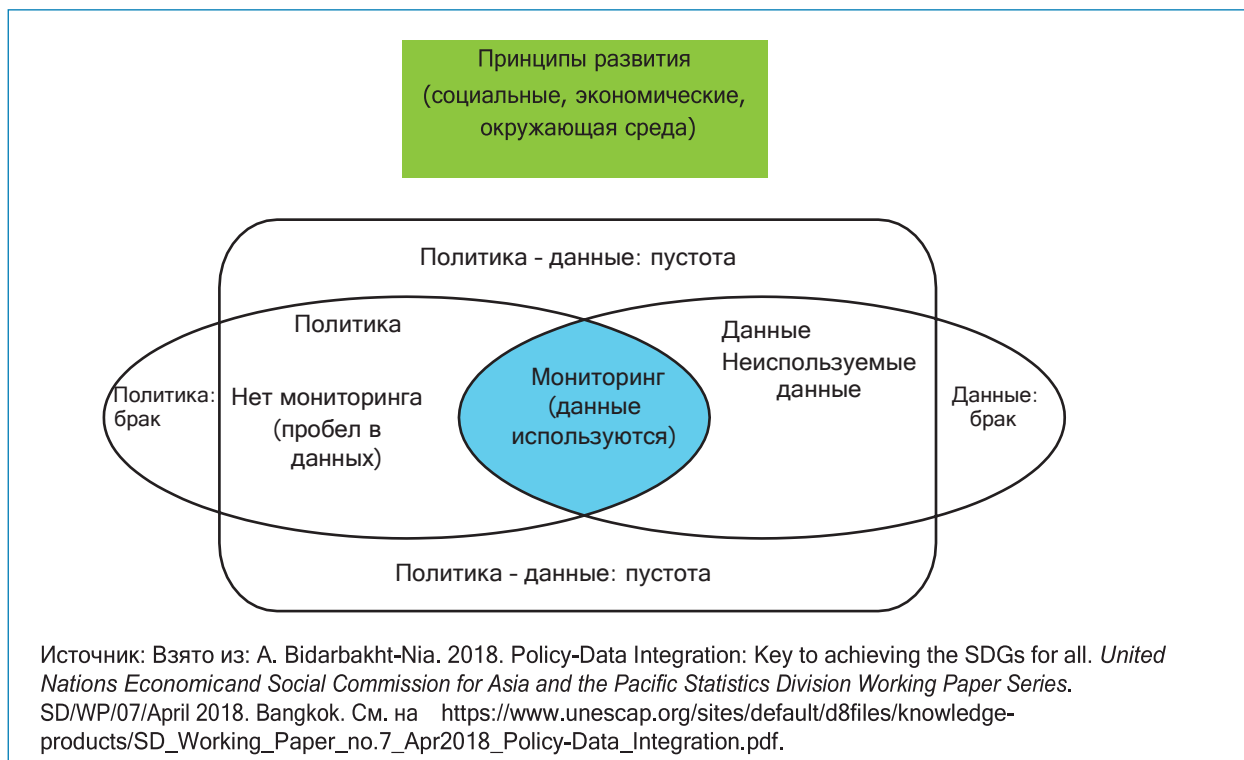 Принципы развития
(социальные, экономические,
окружающая среда)
Политика - данные: пустота
Политика
Данные
Неиспользуемые
данные
Политика:
брак
Нет мониторинга
(пробел в
данных)
Мониторинг
(данные
используются)
Данные:
брак
Политика - данные: пустота
Источник: Взято из: A. Bidarbakht-Nia. 2018. Policy-Data Integration: Key to achieving the SDGs for all. United
Nations Economicand Social Commission for Asia and the Pacific Statistics Division Working Paper Series.
SD/WP/07/April 2018. Bangkok. См. на https://www.unescap.org/sites/default/d8files/knowledge-
products/SD_Working_Paper_no.7_Apr2018_Policy-Data_Integration.pdf.